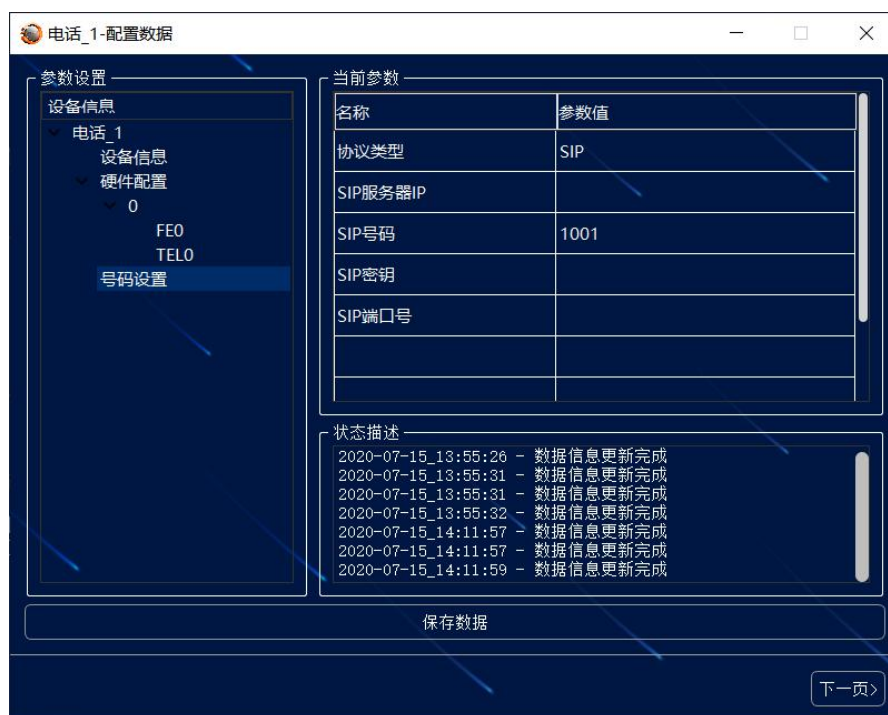 电话_1-配置数据
参数设置
设备信息
电话_1
设备信息
硬件配置
0
FE0
TEL0
号码设置
当前参数
名称 参数值
协议类型 SIP
SIP服务器IP
SIP号码 1001
SIP密钥
SIP端口号
状态描述
2020-07-15_13:55:26 - 数据信息更新完成
2020-07-15_13:55:31 - 数据信息更新完成
2020-07-15_13:55:31 - 数据信息更新完成
2020-07-15_13:55:32 - 数据信息更新完成
2020-07-15_14:11:57 - 数据信息更新完成
2020-07-15_14:11:57 - 数据信息更新完成
2020-07-15_14:11:59 - 数据信息更新完成
保存数据
下一页>